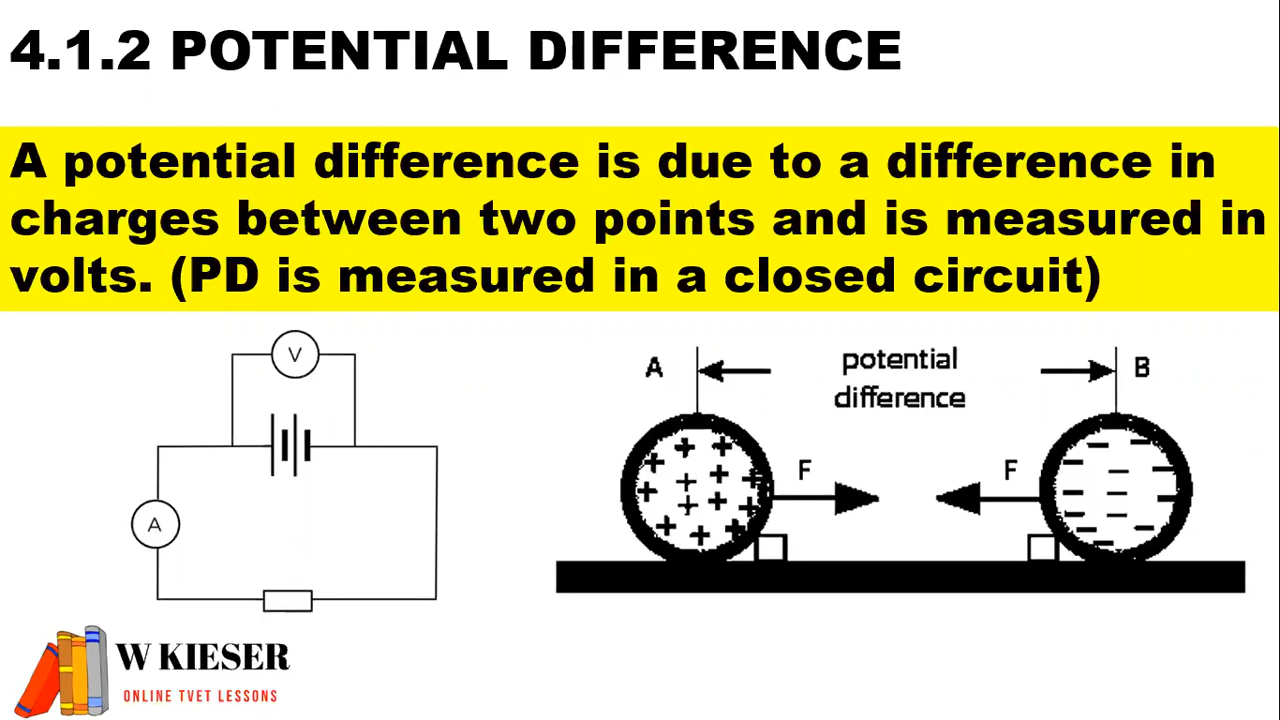 4.1.2 POTENTIAL DIFFERENCE
A potential difference is due to a difference in
charges between two points and is measured in
volts. (PD is measured in a closed circuit)
V
A
A
potential
difference
B
F
F
W KIESER
ONLINE TVET LESSONS